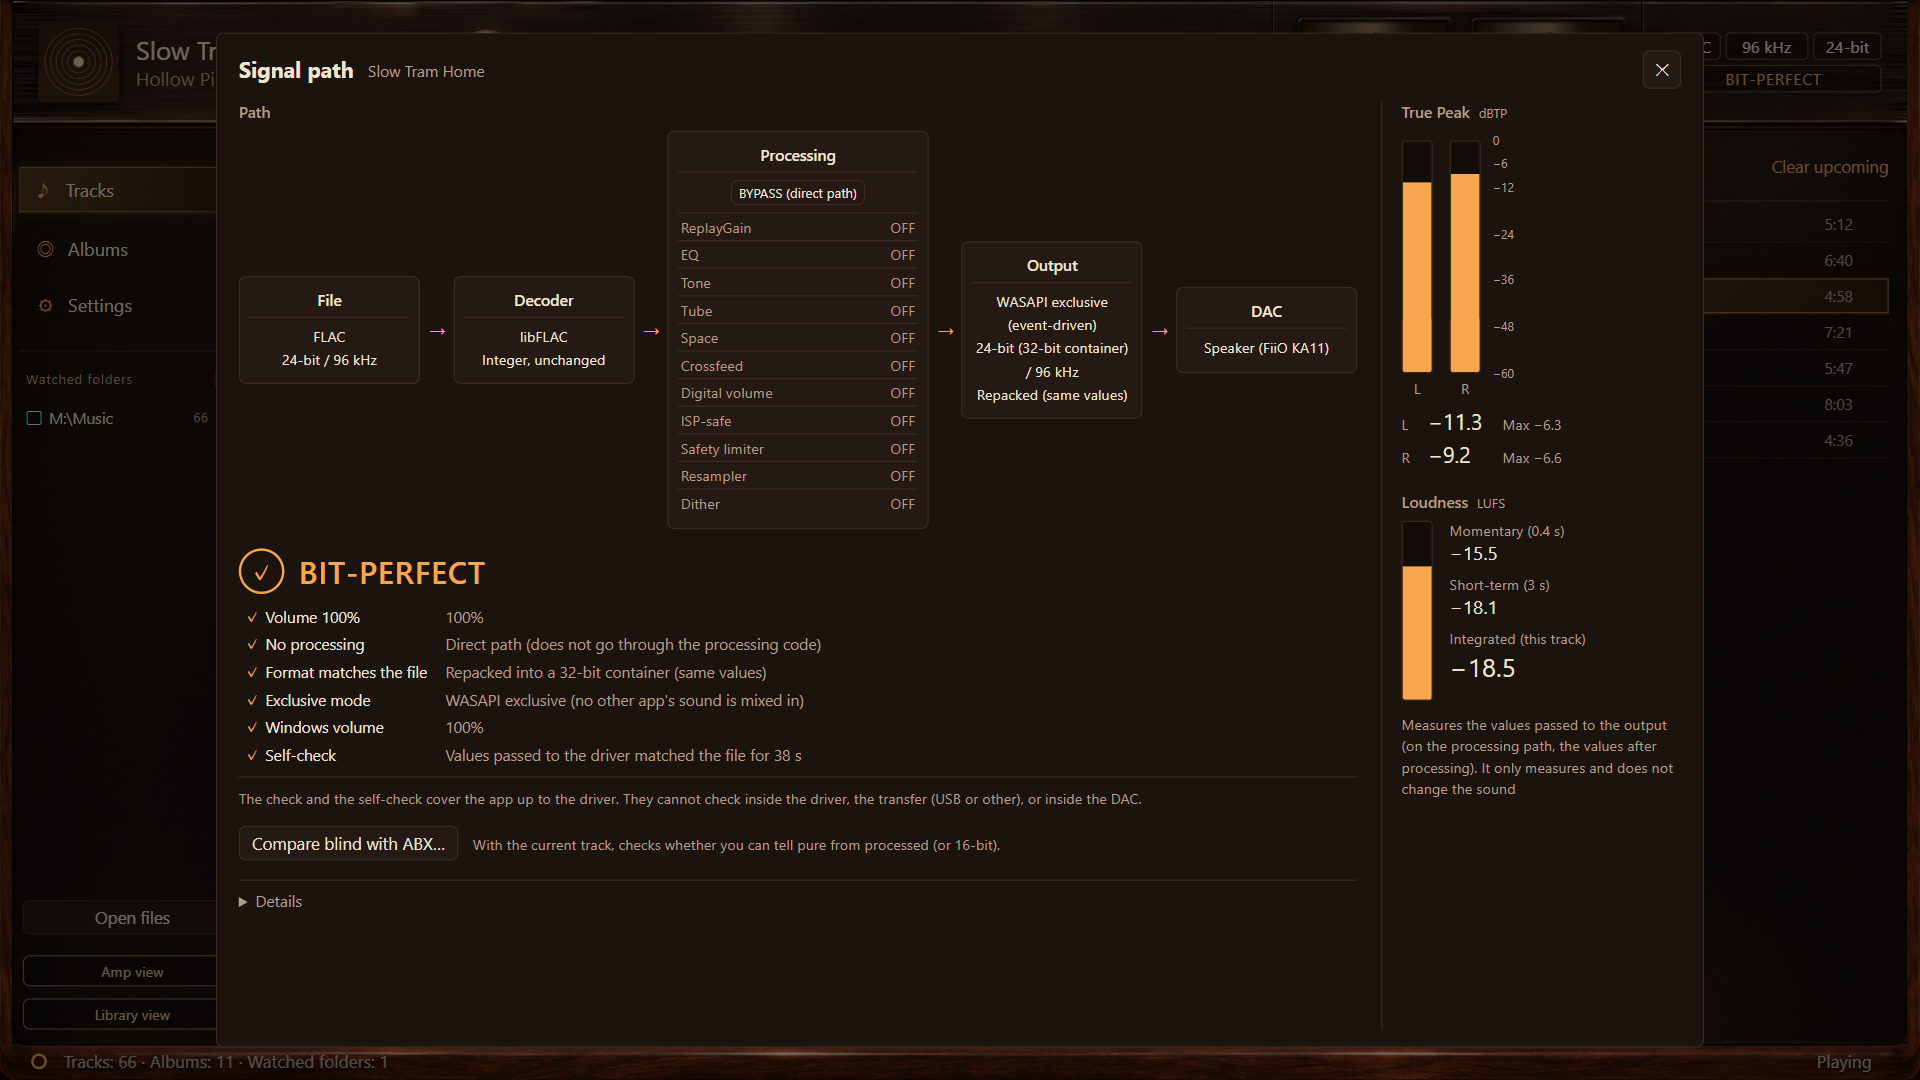 Slow Tr
Hollow Pi
C
96 kHz
24-bit
BIT-PERFECT
Tracks
Albums
Settings
Watched folders
M:\Music 66
Open files
Amp view
Library view
Signal path Slow Tram Home
Path
File
FLAC
24-bit / 96 kHz
→
Decoder
libFLAC
Integer, unchanged
→
Processing
BYPASS (direct path)
ReplayGain OFF
EQ OFF
Tone OFF
Tube OFF
Space OFF
Crossfeed OFF
Digital volume OFF
ISP-safe OFF
Safety limiter OFF
Resampler OFF
Dither OFF
→
Output
WASAPI exclusive
(event-driven)
24-bit (32-bit container)
/ 96 kHz
Repacked (same values)
→
DAC
Speaker (FiiO KA11)
BIT-PERFECT
✓ Volume 100% 100%
✓ No processing Direct path (does not go through the processing code)
✓ Format matches the file Repacked into a 32-bit container (same values)
✓ Exclusive mode WASAPI exclusive (no other app's sound is mixed in)
✓ Windows volume 100%
✓ Self-check Values passed to the driver matched the file for 38 s
The check and the self-check cover the app up to the driver. They cannot check inside the driver, the transfer (USB or other), or inside the DAC.
Compare blind with ABX... With the current track, checks whether you can tell pure from processed (or 16-bit).
Details
True Peak dBTP
0
−6
−12
−24
−36
−48
−60
L R
L −11.3 Max −6.3
R −9.2 Max −6.6
Loudness LUFS
Momentary (0.4 s)
−15.5
Short-term (3 s)
−18.1
Integrated (this track)
−18.5
Measures the values passed to the output
(on the processing path, the values after
processing). It only measures and does not
change the sound
Clear upcoming
5:12
6:40
4:58
7:21
5:47
8:03
4:36
Tracks: 66 · Albums: 11 · Watched folders: 1
Playing